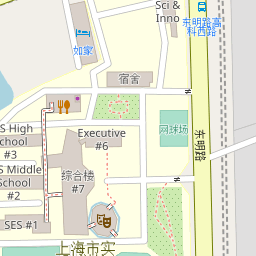 Sci &
& Inno
东明路高
科西路
如家
宿舍
Executive
#6
网球场
东明路
S High
School
#3
S Middle
School
#2
综合楼
#7
SES #1
上海市实